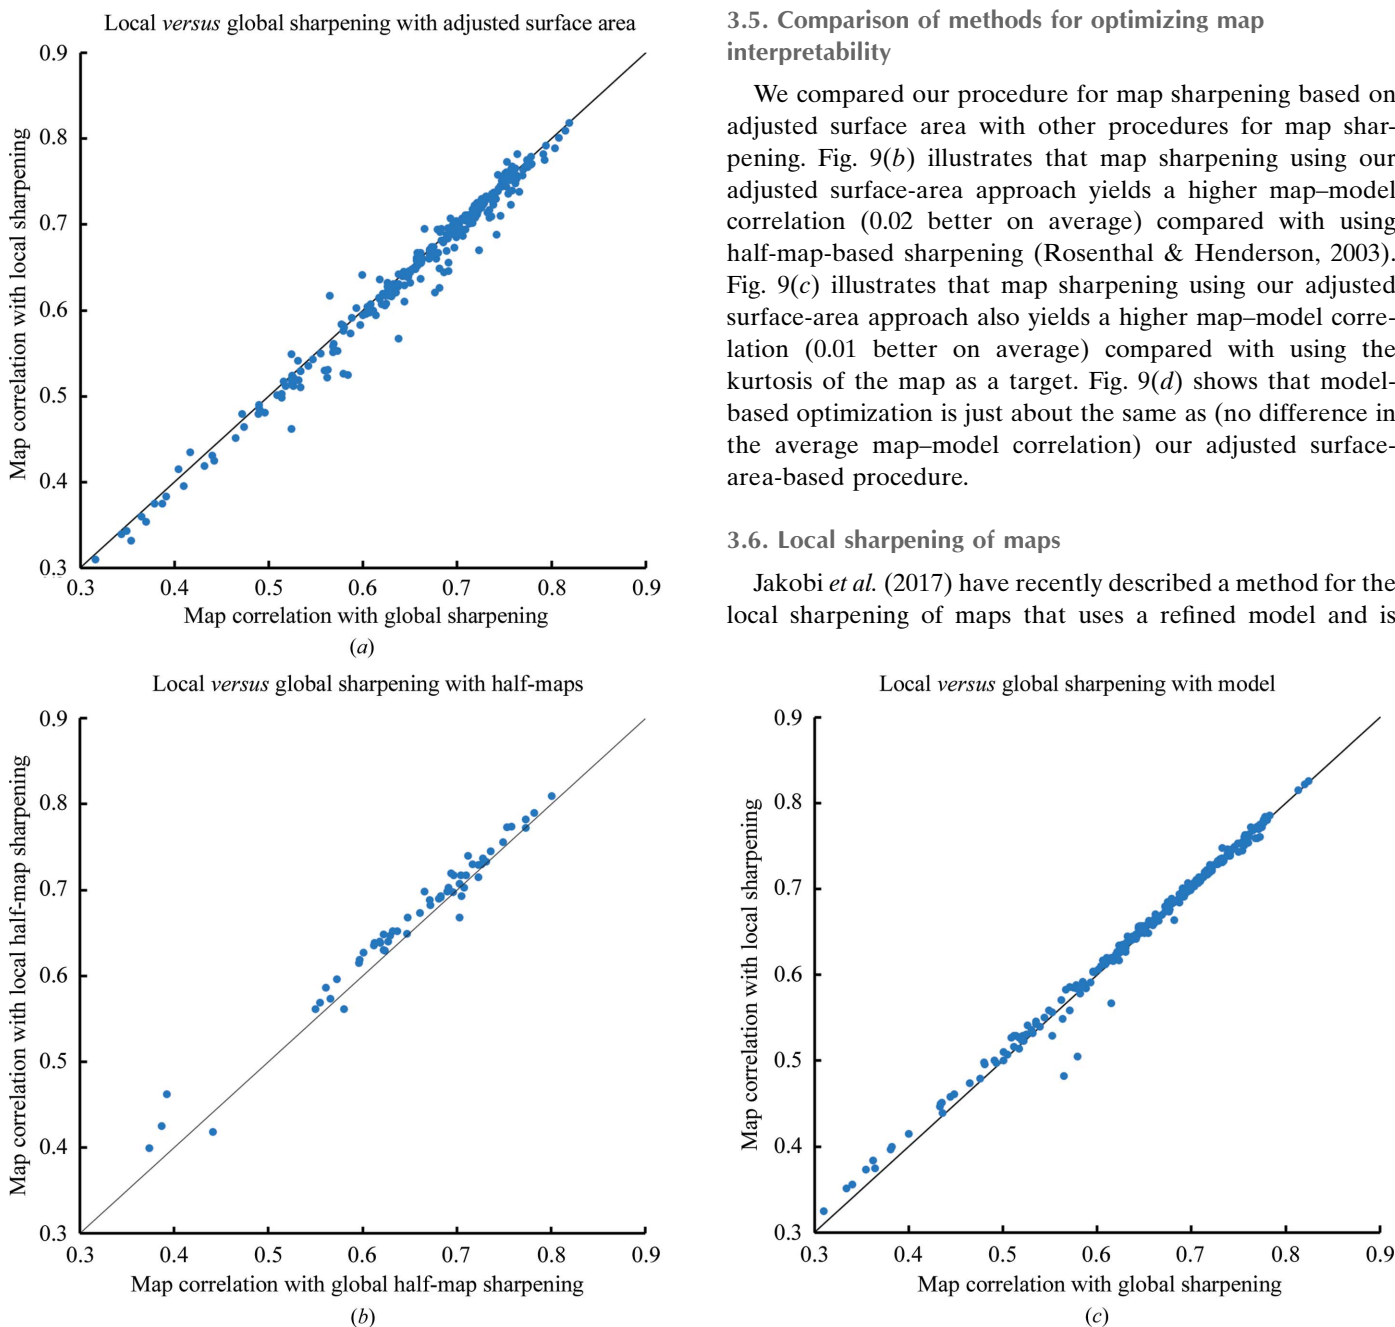 Local versus global sharpening with adjusted surface area
0.9
0.8
0.7
0.6
0.5
0.4
0.3
Map correlation with local sharpening
0.3 0.4 0.5 0.6 0.7 0.8 0.9
Map correlation with global sharpening
(a)
3.5. Comparison of methods for optimizing map
interpretability
We compared our procedure for map sharpening based on
adjusted surface area with other procedures for map shar-
pening. Fig. 9(b) illustrates that map sharpening using our
adjusted surface-area approach yields a higher map–model
correlation (0.02 better on average) compared with using
half-map-based sharpening (Rosenthal & Henderson, 2003).
Fig. 9(c) illustrates that map sharpening using our adjusted
surface-area approach also yields a higher map–model corre-
lation (0.01 better on average) compared with using the
kurtosis of the map as a target. Fig. 9(d) shows that model-
based optimization is just about the same as (no difference in
the average map–model correlation) our adjusted surface-
area-based procedure.
3.6. Local sharpening of maps
Jakobi et al. (2017) have recently described a method for the
local sharpening of maps that uses a refined model and is
Local versus global sharpening with half-maps
0.9
0.8
0.7
0.6
0.5
0.4
0.3
Map correlation with local half-map sharpening
0.3 0.4 0.5 0.6 0.7 0.8 0.9
Map correlation with global half-map sharpening
(b)
Local versus global sharpening with model
0.9
0.8
0.7
0.6
0.5
0.4
0.3
Map correlation with local sharpening
0.3 0.4 0.5 0.6 0.7 0.8 0.9
Map correlation with global sharpening
(c)